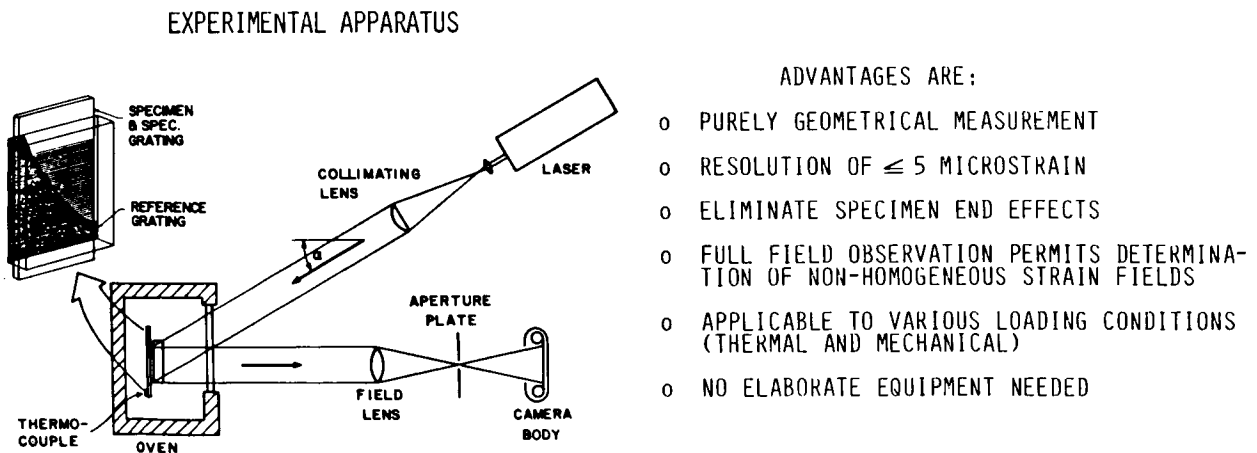 EXPERIMENTAL APPARATUS
SPECIMEN
& SPEC.
GRATING
REFERENCE
GRATING
COLLIMATING
LENS
LASER
α
APERTURE
PLATE
FIELD
LENS
CAMERA
BODY
THERMO-
COUPLE
OVEN
ADVANTAGES ARE:
o PURELY GEOMETRICAL MEASUREMENT
o RESOLUTION OF ≦ 5 MICROSTRAIN
o ELIMINATE SPECIMEN END EFFECTS
o FULL FIELD OBSERVATION PERMITS DETERMINA-
TION OF NON-HOMOGENEOUS STRAIN FIELDS
o APPLICABLE TO VARIOUS LOADING CONDITIONS
(THERMAL AND MECHANICAL)
o NO ELABORATE EQUIPMENT NEEDED